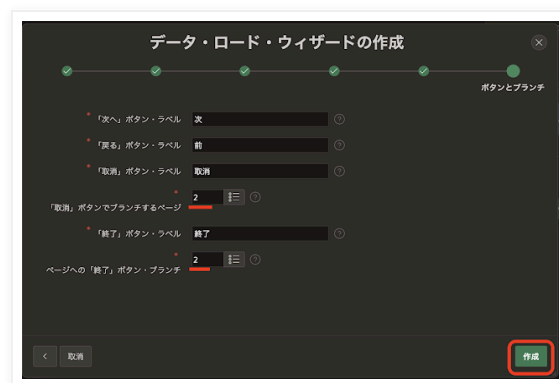 データ・ロード・ウィザードの作成
ボタンとブランチ
* 「次へ」ボタン・ラベル 次
* 「戻る」ボタン・ラベル 前
* 「取消」ボタン・ラベル 取消
* 「取消」ボタンでブランチするページ 2
* 「終了」ボタン・ラベル 終了
* ページへの「終了」ボタン・ブランチ 2
取消 作成